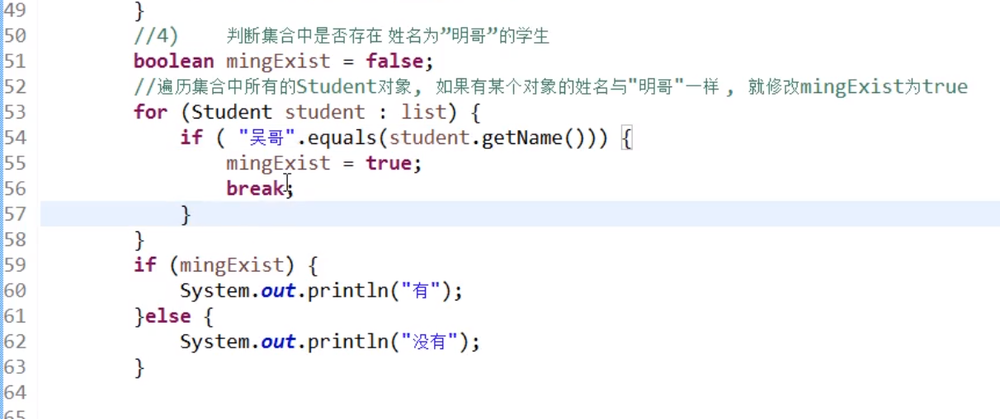 49 }
50 //4) 判断集合中是否存在 姓名为”明哥”的学生
51 boolean mingExist = false;
52 //遍历集合中所有的Student对象, 如果有某个对象的姓名与"明哥"一样 , 就修改mingExist为true
53 for (Student student : list) {
54 if ( "吴哥".equals(student.getName())) {
55 mingExist = true;
56 break;
57 }
58 }
59 if (mingExist) {
60 System.out.println("有");
61 }else {
62 System.out.println("没有");
63 }
64
65